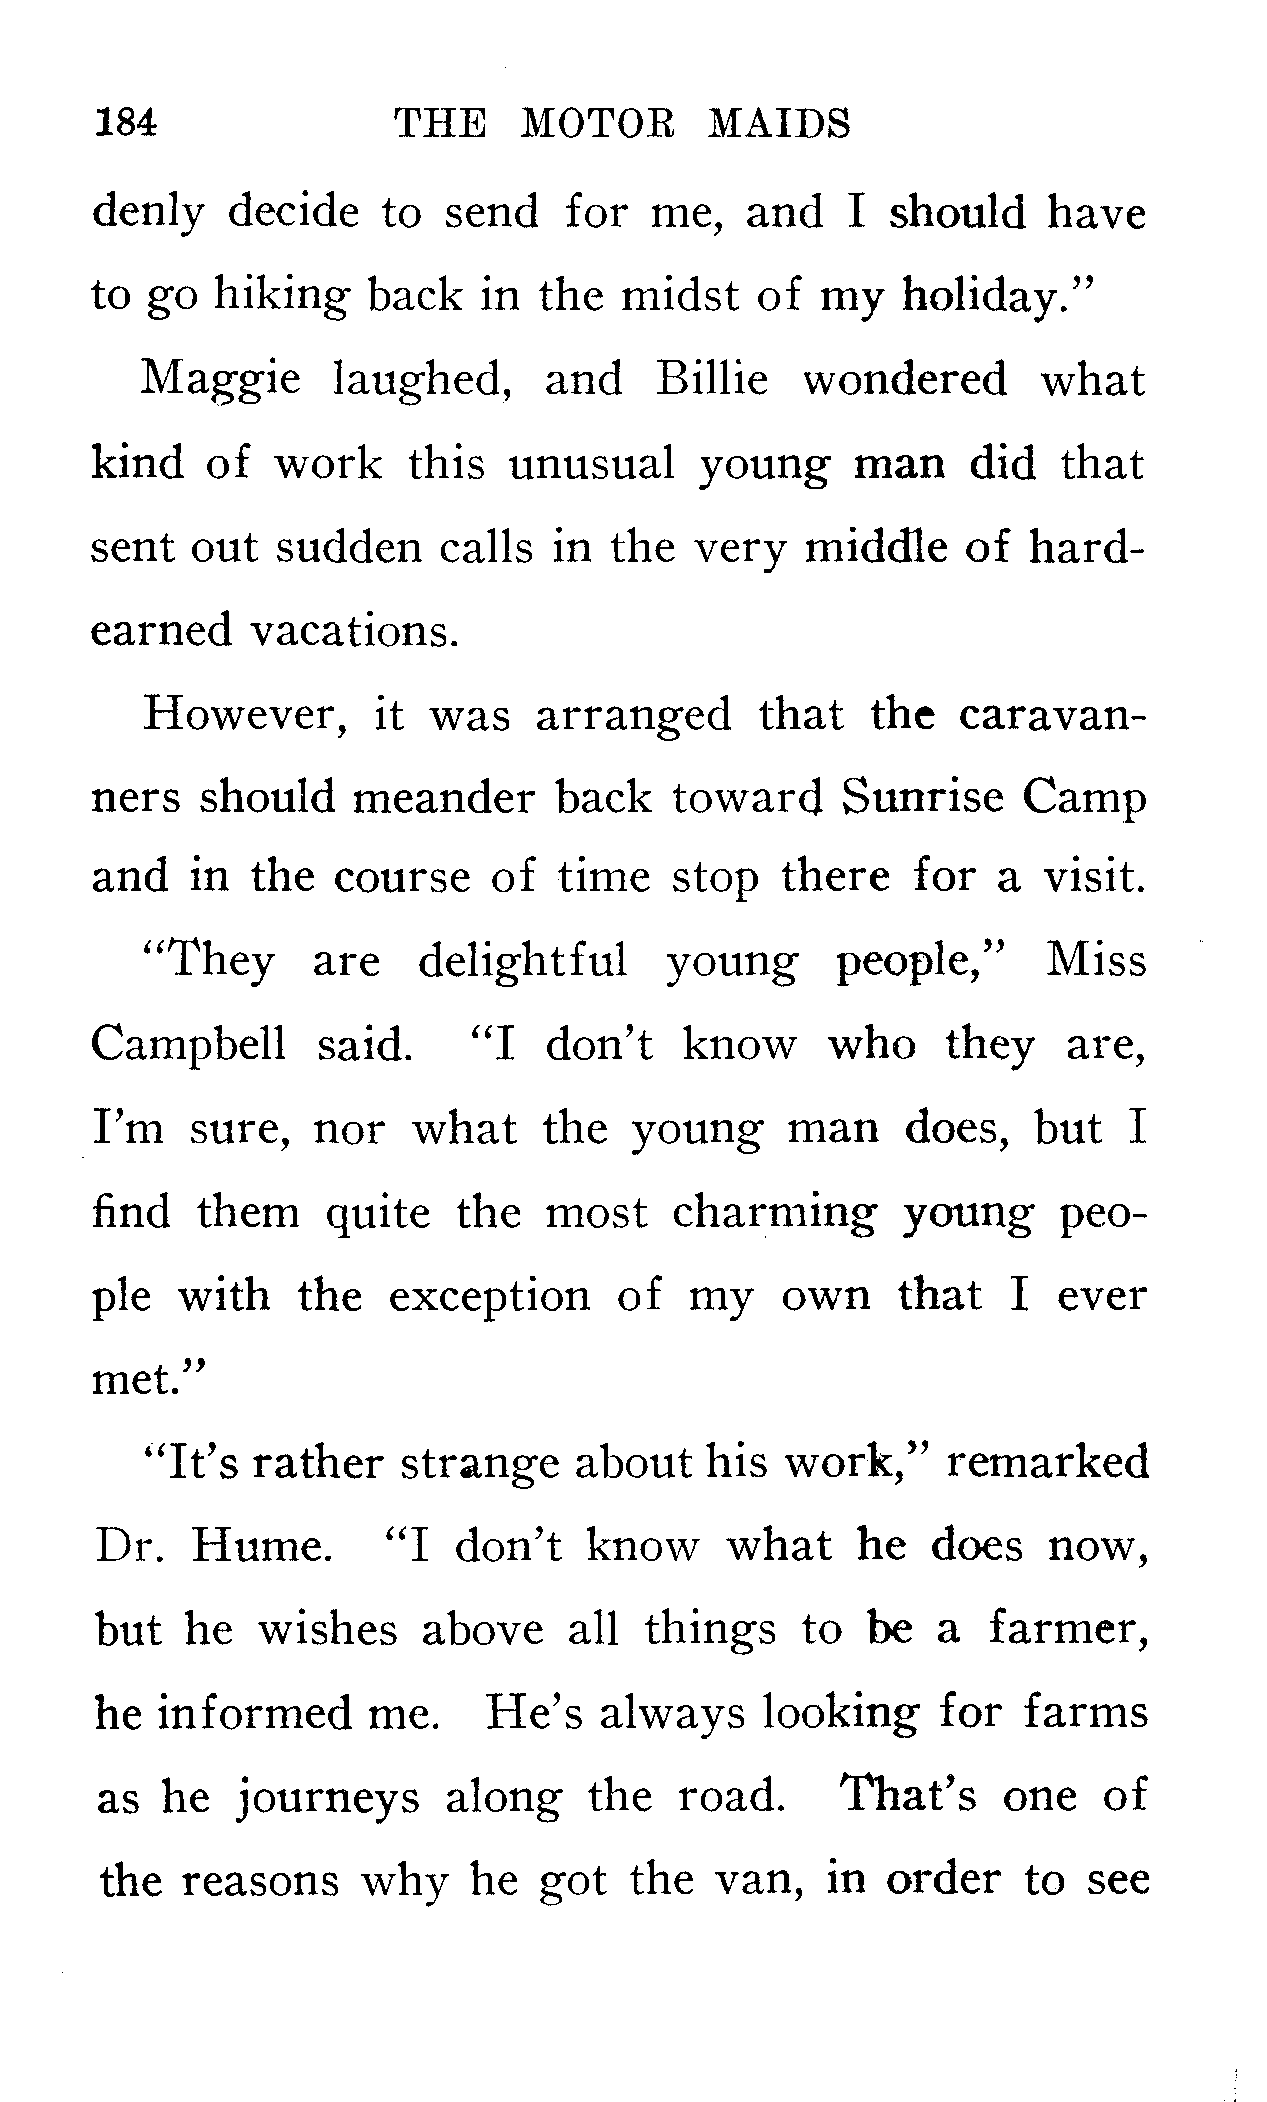 184 THE MOTOR MAIDS
denly decide to send for me, and I should have
to go hiking back in the midst of my holiday.”
Maggie laughed, and Billie wondered what
kind of work this unusual young man did that
sent out sudden calls in the very middle of hard-
earned vacations.
However, it was arranged that the caravan-
ners should meander back toward Sunrise Camp
and in the course of time stop there for a visit.
“They are delightful young people,” Miss
Campbell said. “I don’t know who they are,
I’m sure, nor what the young man does, but I
find them quite the most charming young peo-
ple with the exception of my own that I ever
met.”
“It’s rather strange about his work,” remarked
Dr. Hume. “I don’t know what he does now,
but he wishes above all things to be a farmer,
he informed me. He’s always looking for farms
as he journeys along the road. That’s one of
the reasons why he got the van, in order to see